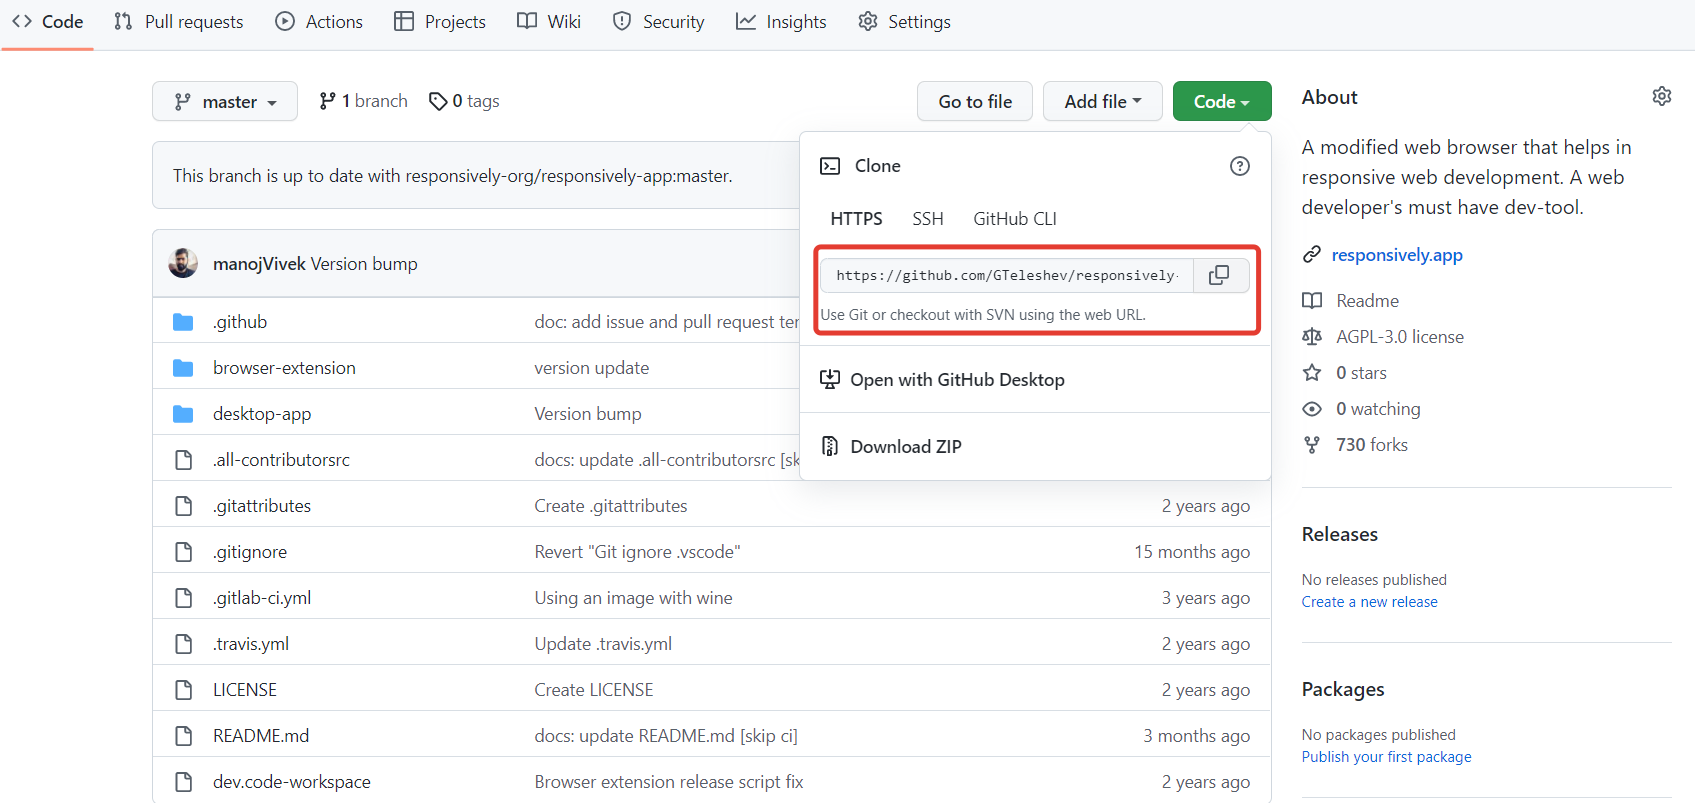 Code Pull requests Actions Projects Wiki Security Insights Settings
master 1 branch 0 tags Go to file Add file Code
This branch is up to date with responsively-org/responsively-app:master.
Clone
HTTPS SSH GitHub CLI
https://github.com/GTeleshev/responsively-
Use Git or checkout with SVN using the web URL.
Open with GitHub Desktop
Download ZIP
manojVivek Version bump
.github doc: add issue and pull request
browser-extension version update
desktop-app Version bump
.all-contributorsrc docs: update .all-contributorsrc [sk
.gitattributes Create .gitattributes 2 years ago
.gitignore Revert "Git ignore .vscode" 15 months ago
.gitlab-ci.yml Using an image with wine 3 years ago
.travis.yml Update .travis.yml 2 years ago
LICENSE Create LICENSE 2 years ago
README.md docs: update README.md [skip ci] 3 months ago
dev.code-workspace Browser extension release script fix 2 years ago
About
A modified web browser that helps in
responsive web development. A web
developer's must have dev-tool.
responsively.app
Readme
AGPL-3.0 license
0 stars
0 watching
730 forks
Releases
No releases published
Create a new release
Packages
No packages published
Publish your first package